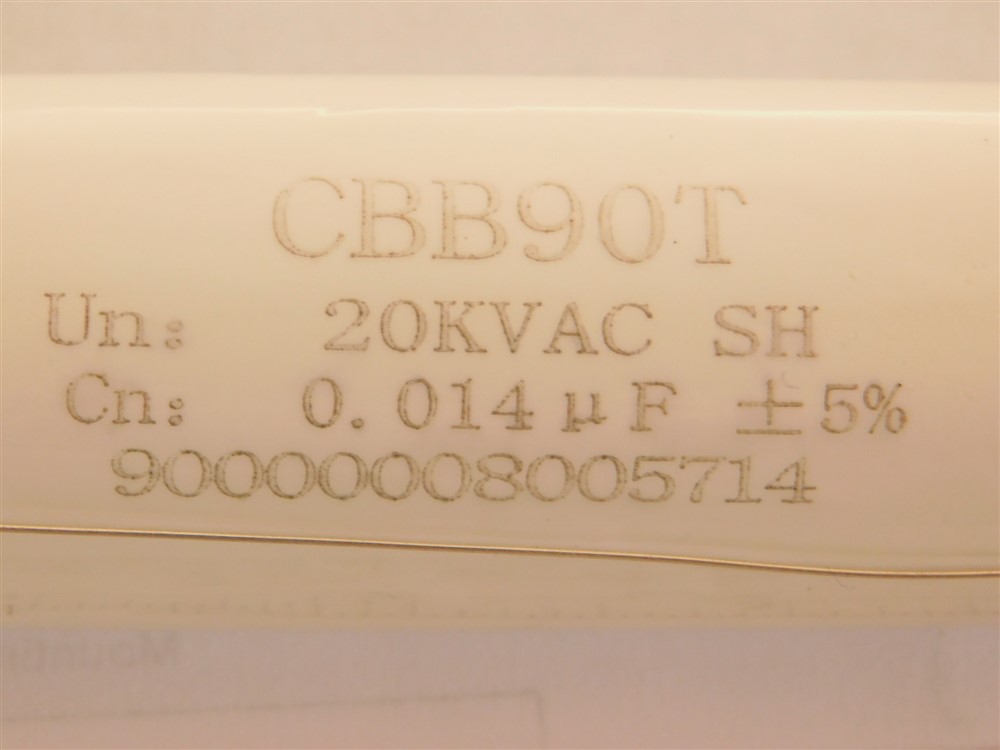 CBB90T
Un: 20KVAC SH
Cn: 0.014μF ±5%
90000008005714